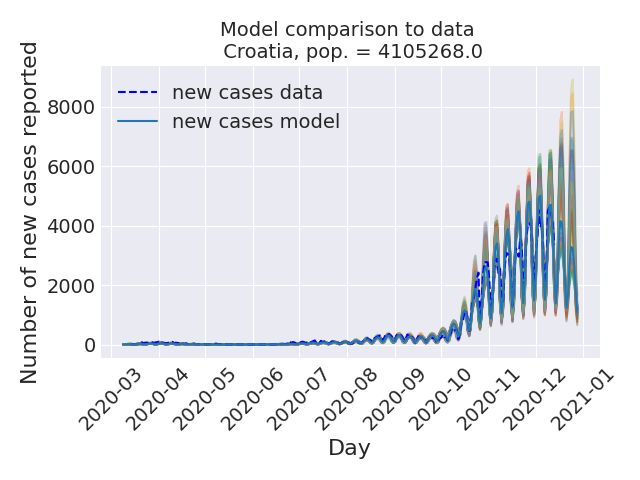 Model comparison to data
Croatia, pop. = 4105268.0
Number of new cases reported
8000
6000
4000
2000
0
new cases data
new cases model
2020-03
2020-04
2020-05
2020-06
2020-07
2020-08
2020-09
2020-10
2020-11
2020-12
2021-01
Day